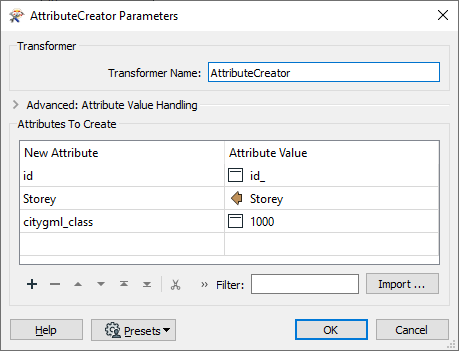 AttributeCreator Parameters
Transformer
Transformer Name: AttributeCreator
Advanced: Attribute Value Handling
Attributes To Create
New Attribute Attribute Value
id id_
Storey Storey
citygml_class 1000
Filter: Import ...
Help Presets OK Cancel